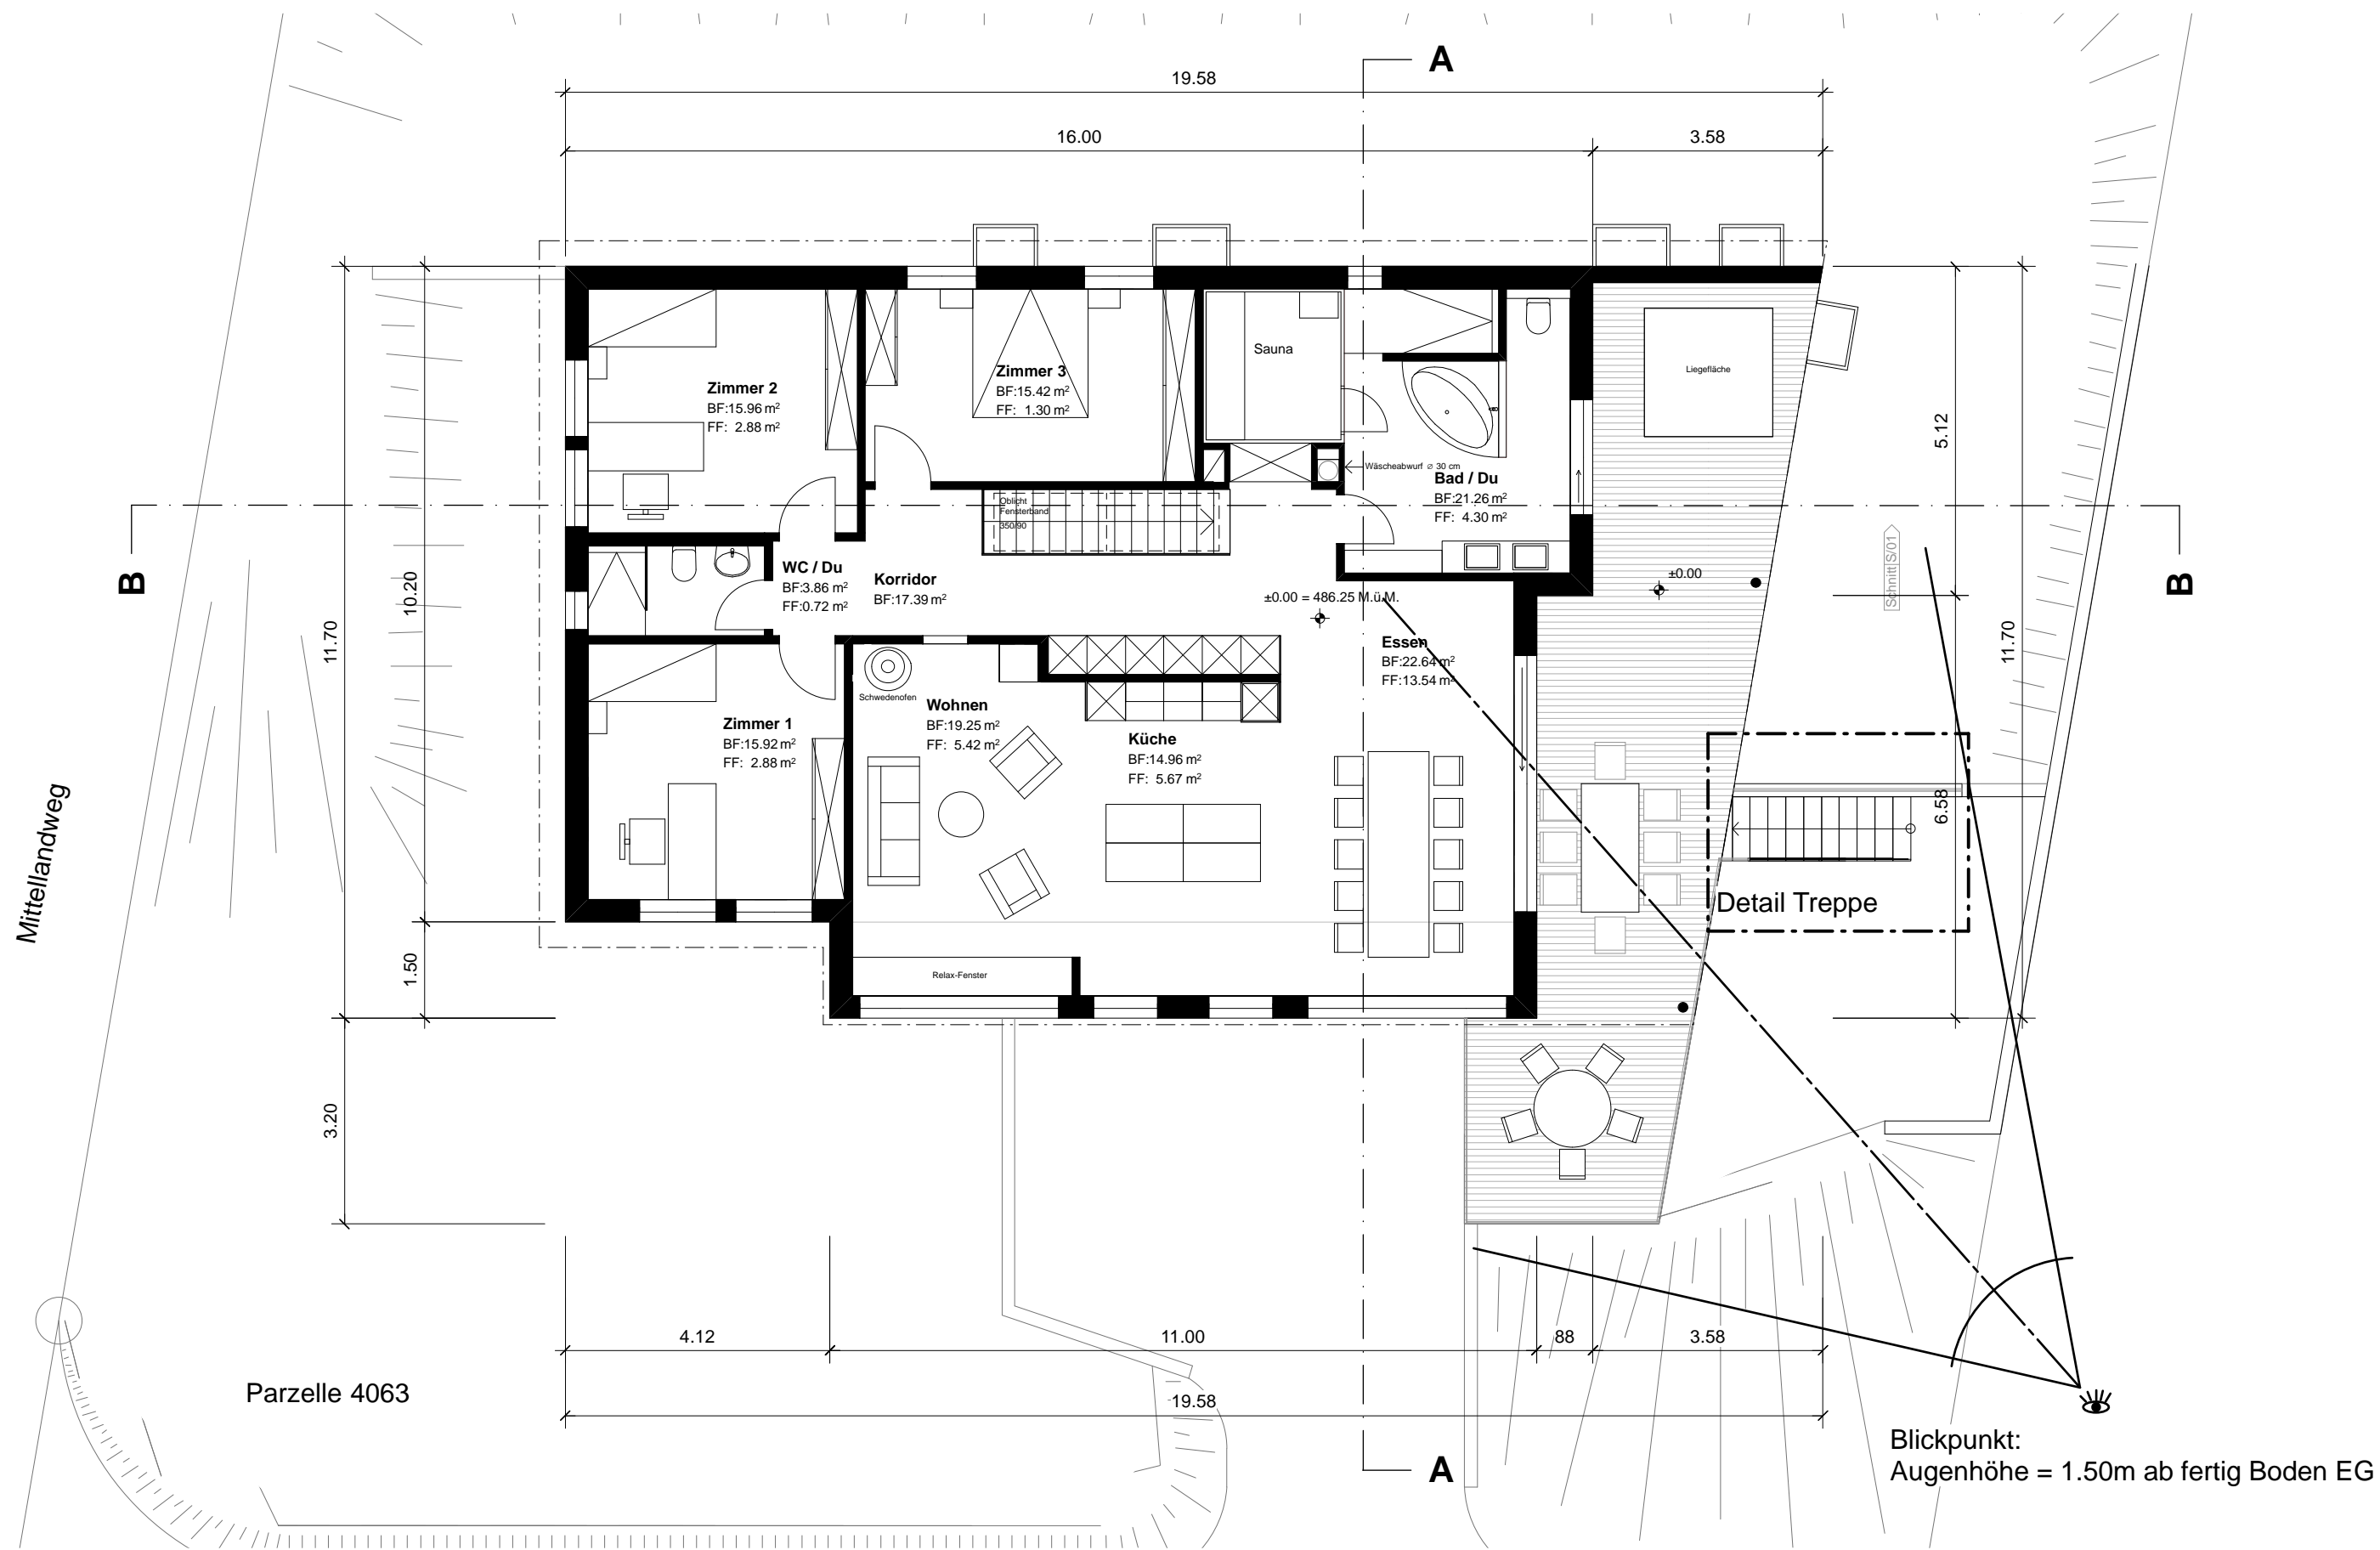 A
19.58
16.00
3.58
Sauna
Liegefläche
Zimmer 2
BF:15.96 m²
FF: 2.88 m²
Zimmer 3
BF:15.42 m²
FF: 1.30 m²
Wäscheabwurf ⌀ 30 cm
Bad / Du
BF:21.26 m²
FF: 4.30 m²
Oblicht
Fensterband
350/90
5.12
11.70
10.20
B
B
WC / Du
BF:3.86 m²
FF:0.72 m²
Korridor
BF:17.39 m²
±0.00 = 486.25 M.ü.M.
±0.00
Schnitt S/01
Essen
BF:22.64 m²
FF:13.54 m²
11.70
Schwedenofen
Wohnen
BF:19.25 m²
FF: 5.42 m²
Zimmer 1
BF:15.92 m²
FF: 2.88 m²
Küche
BF:14.96 m²
FF: 5.67 m²
6.58
Mittellandweg
Detail Treppe
1.50
Relax-Fenster
3.20
4.12
11.00
88
3.58
Parzelle 4063
19.58
A
Blickpunkt:
Augenhöhe = 1.50m ab fertig Boden EG